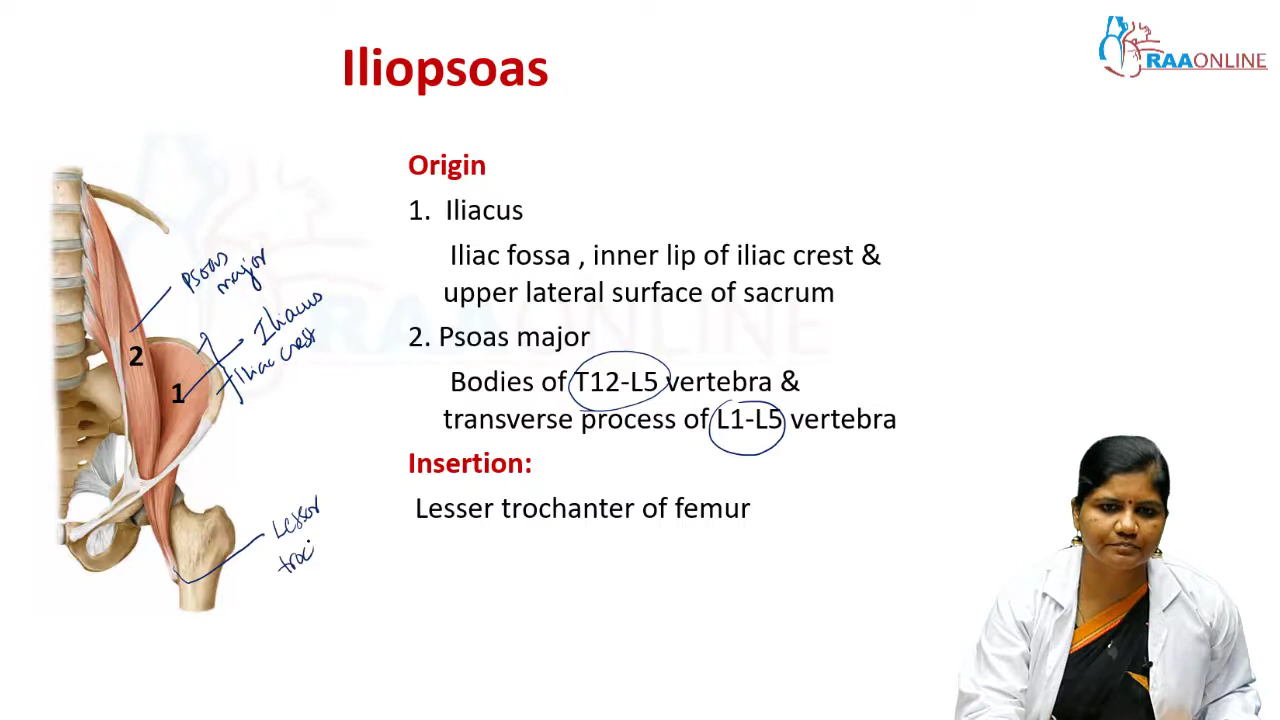 Iliopsoas
RAAONLINE
Origin
1. Iliacus
Iliac fossa , inner lip of iliac crest &
upper lateral surface of sacrum
2. Psoas major
Bodies of T12-L5 vertebra &
transverse process of L1-L5 vertebra
Insertion:
Lesser trochanter of femur
Psoas
major
Iliacus
Iliac crest
2
1
Lessor
troc
RAAONLINE